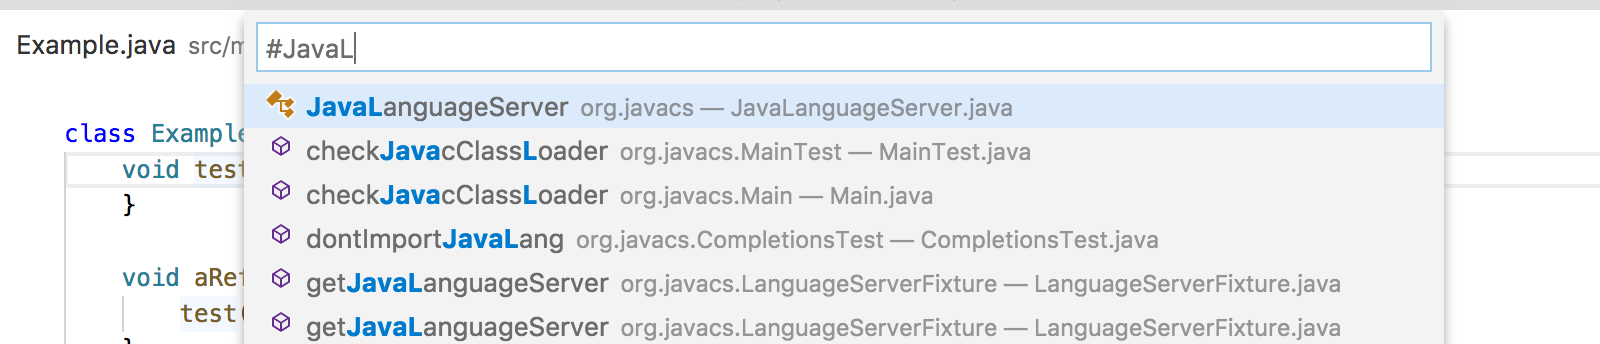 Example.java src/m
#JavaL
JavaLanguageServer org.javacs — JavaLanguageServer.java
class Example
checkJavacClassLoader org.javacs.MainTest — MainTest.java
void test
checkJavacClassLoader org.javacs.Main — Main.java
}
dontImportJavaLang org.javacs.CompletionsTest — CompletionsTest.java
void aRef
getJavaLanguageServer org.javacs.LanguageServerFixture — LanguageServerFixture.java
test(
getJavaLanguageServer org.javacs.LanguageServerFixture — LanguageServerFixture.java